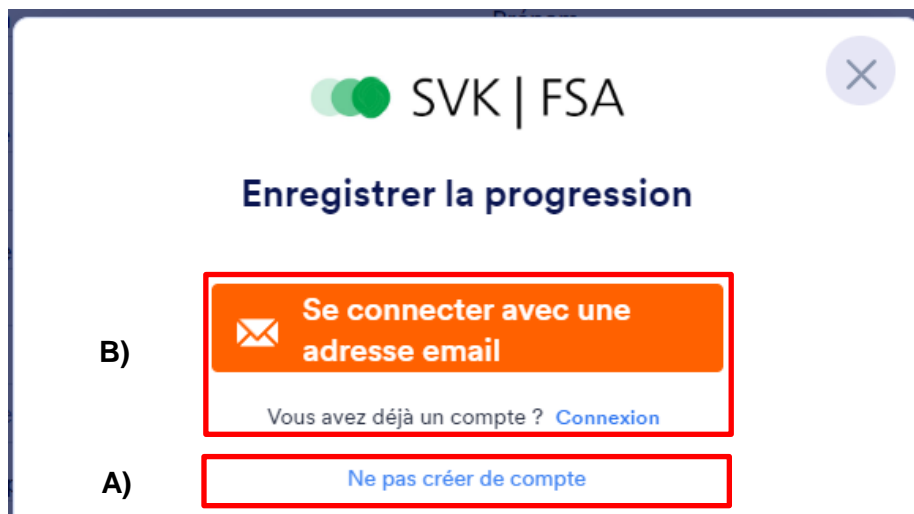 SVK | FSA
Enregistrer la progression
Se connecter avec une
adresse email
B)
Vous avez déjà un compte ? Connexion
A)
Ne pas créer de compte